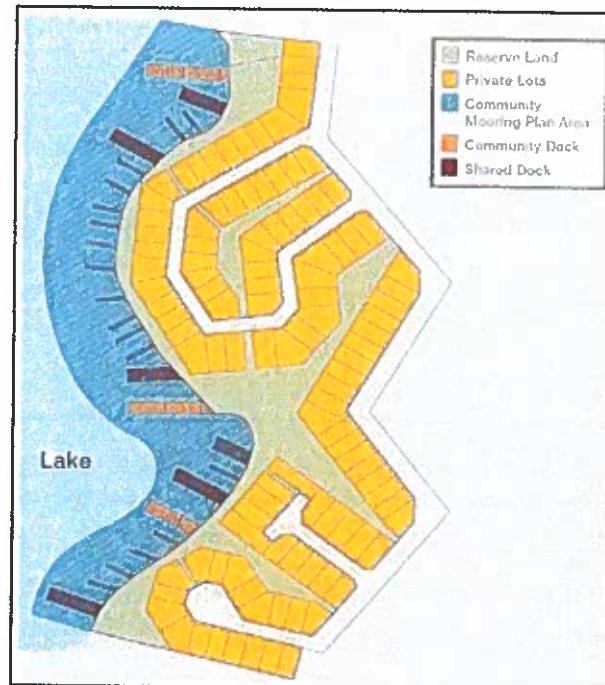 Reserve Land
Private Lots
Community
Mooring Plan Area
Community Dock
Shared Dock
Lake